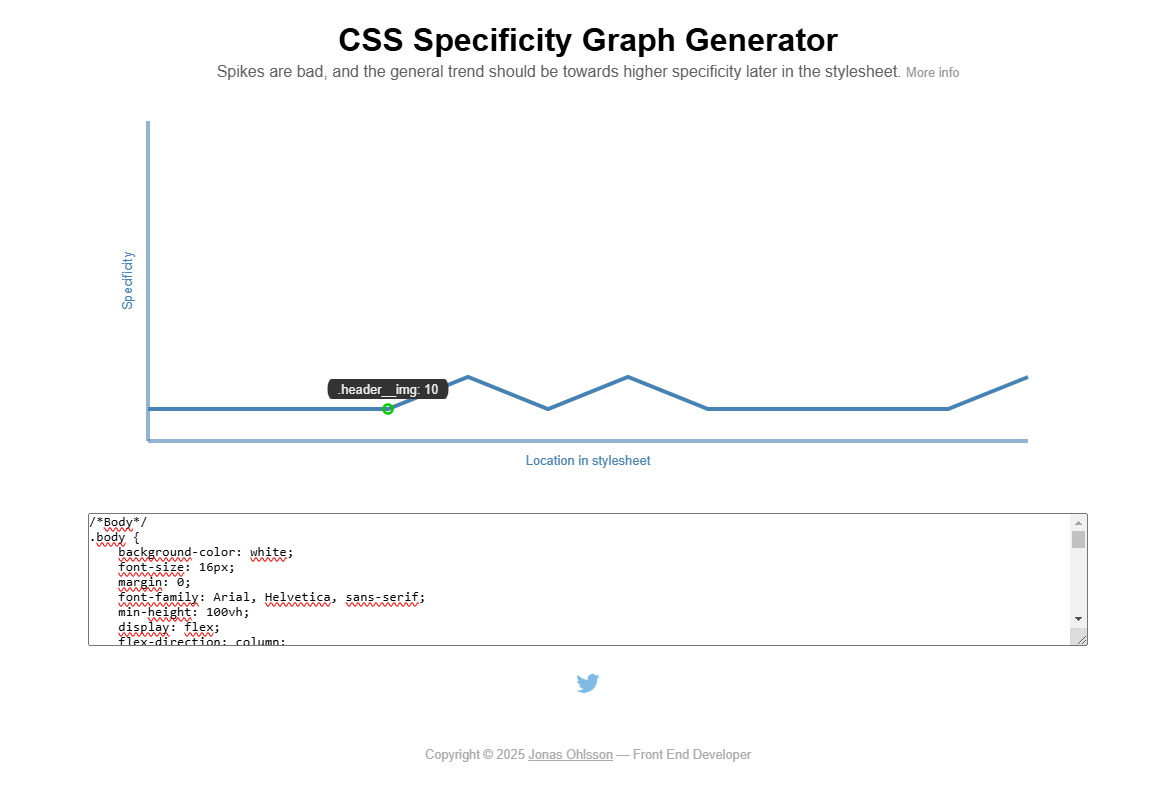 CSS Specificity Graph Generator
Spikes are bad, and the general trend should be towards higher specificity later in the stylesheet. More info
Specificity
.header__img: 10
Location in stylesheet
/*Body*/
.body {
    background-color: white;
    font-size: 16px;
    margin: 0;
    font-family: Arial, Helvetica, sans-serif;
    min-height: 100vh;
    display: flex;
    flex-direction: column;
Copyright © 2025 Jonas Ohlsson — Front End Developer